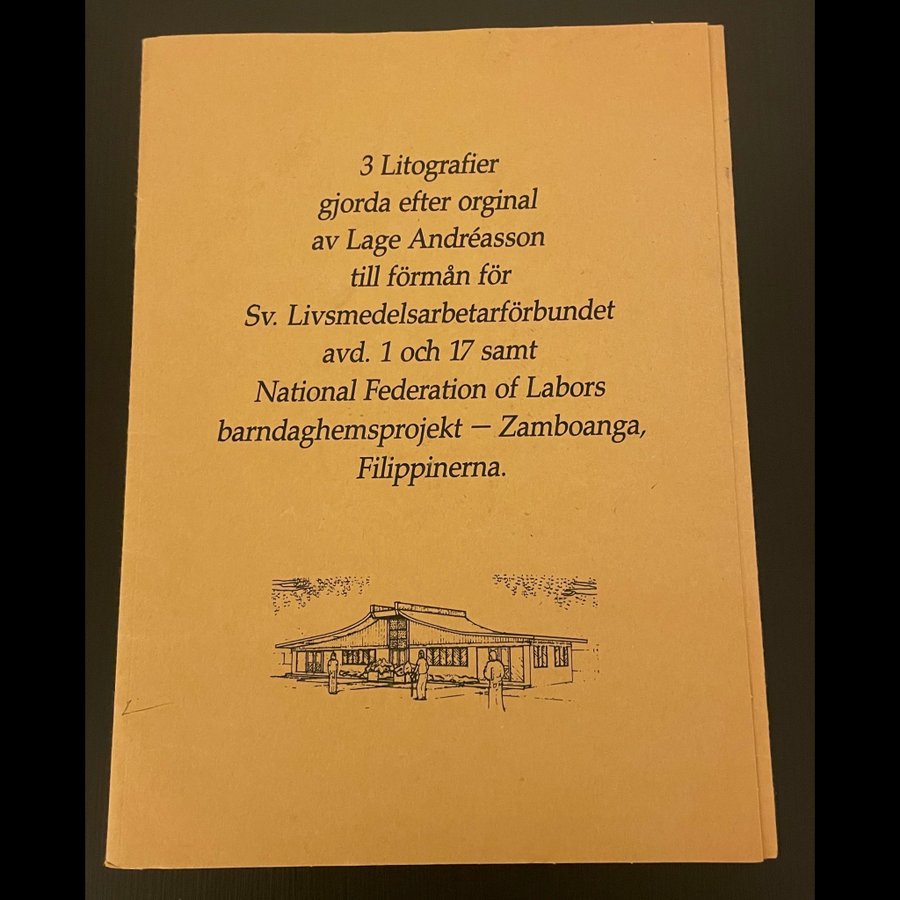 3 Litografier
gjorda efter orginal
av Lage Andréasson
till förmån för
Sv. Livsmedelsarbetarförbundet
avd. 1 och 17 samt
National Federation of Labors
barndaghemsprojekt — Zamboanga,
Filippinerna.